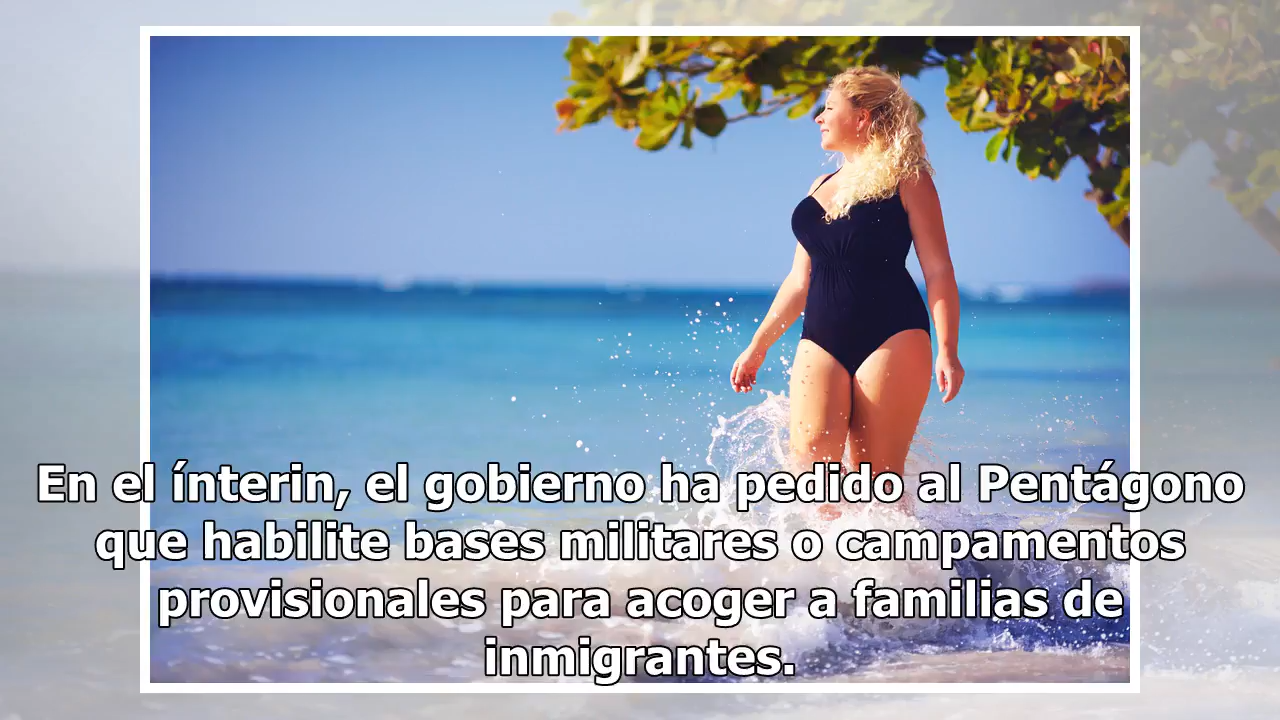 En el ínterin, el gobierno ha pedido al Pentágono
que habilite bases militares o campamentos
provisionales para acoger a familias de
inmigrantes.